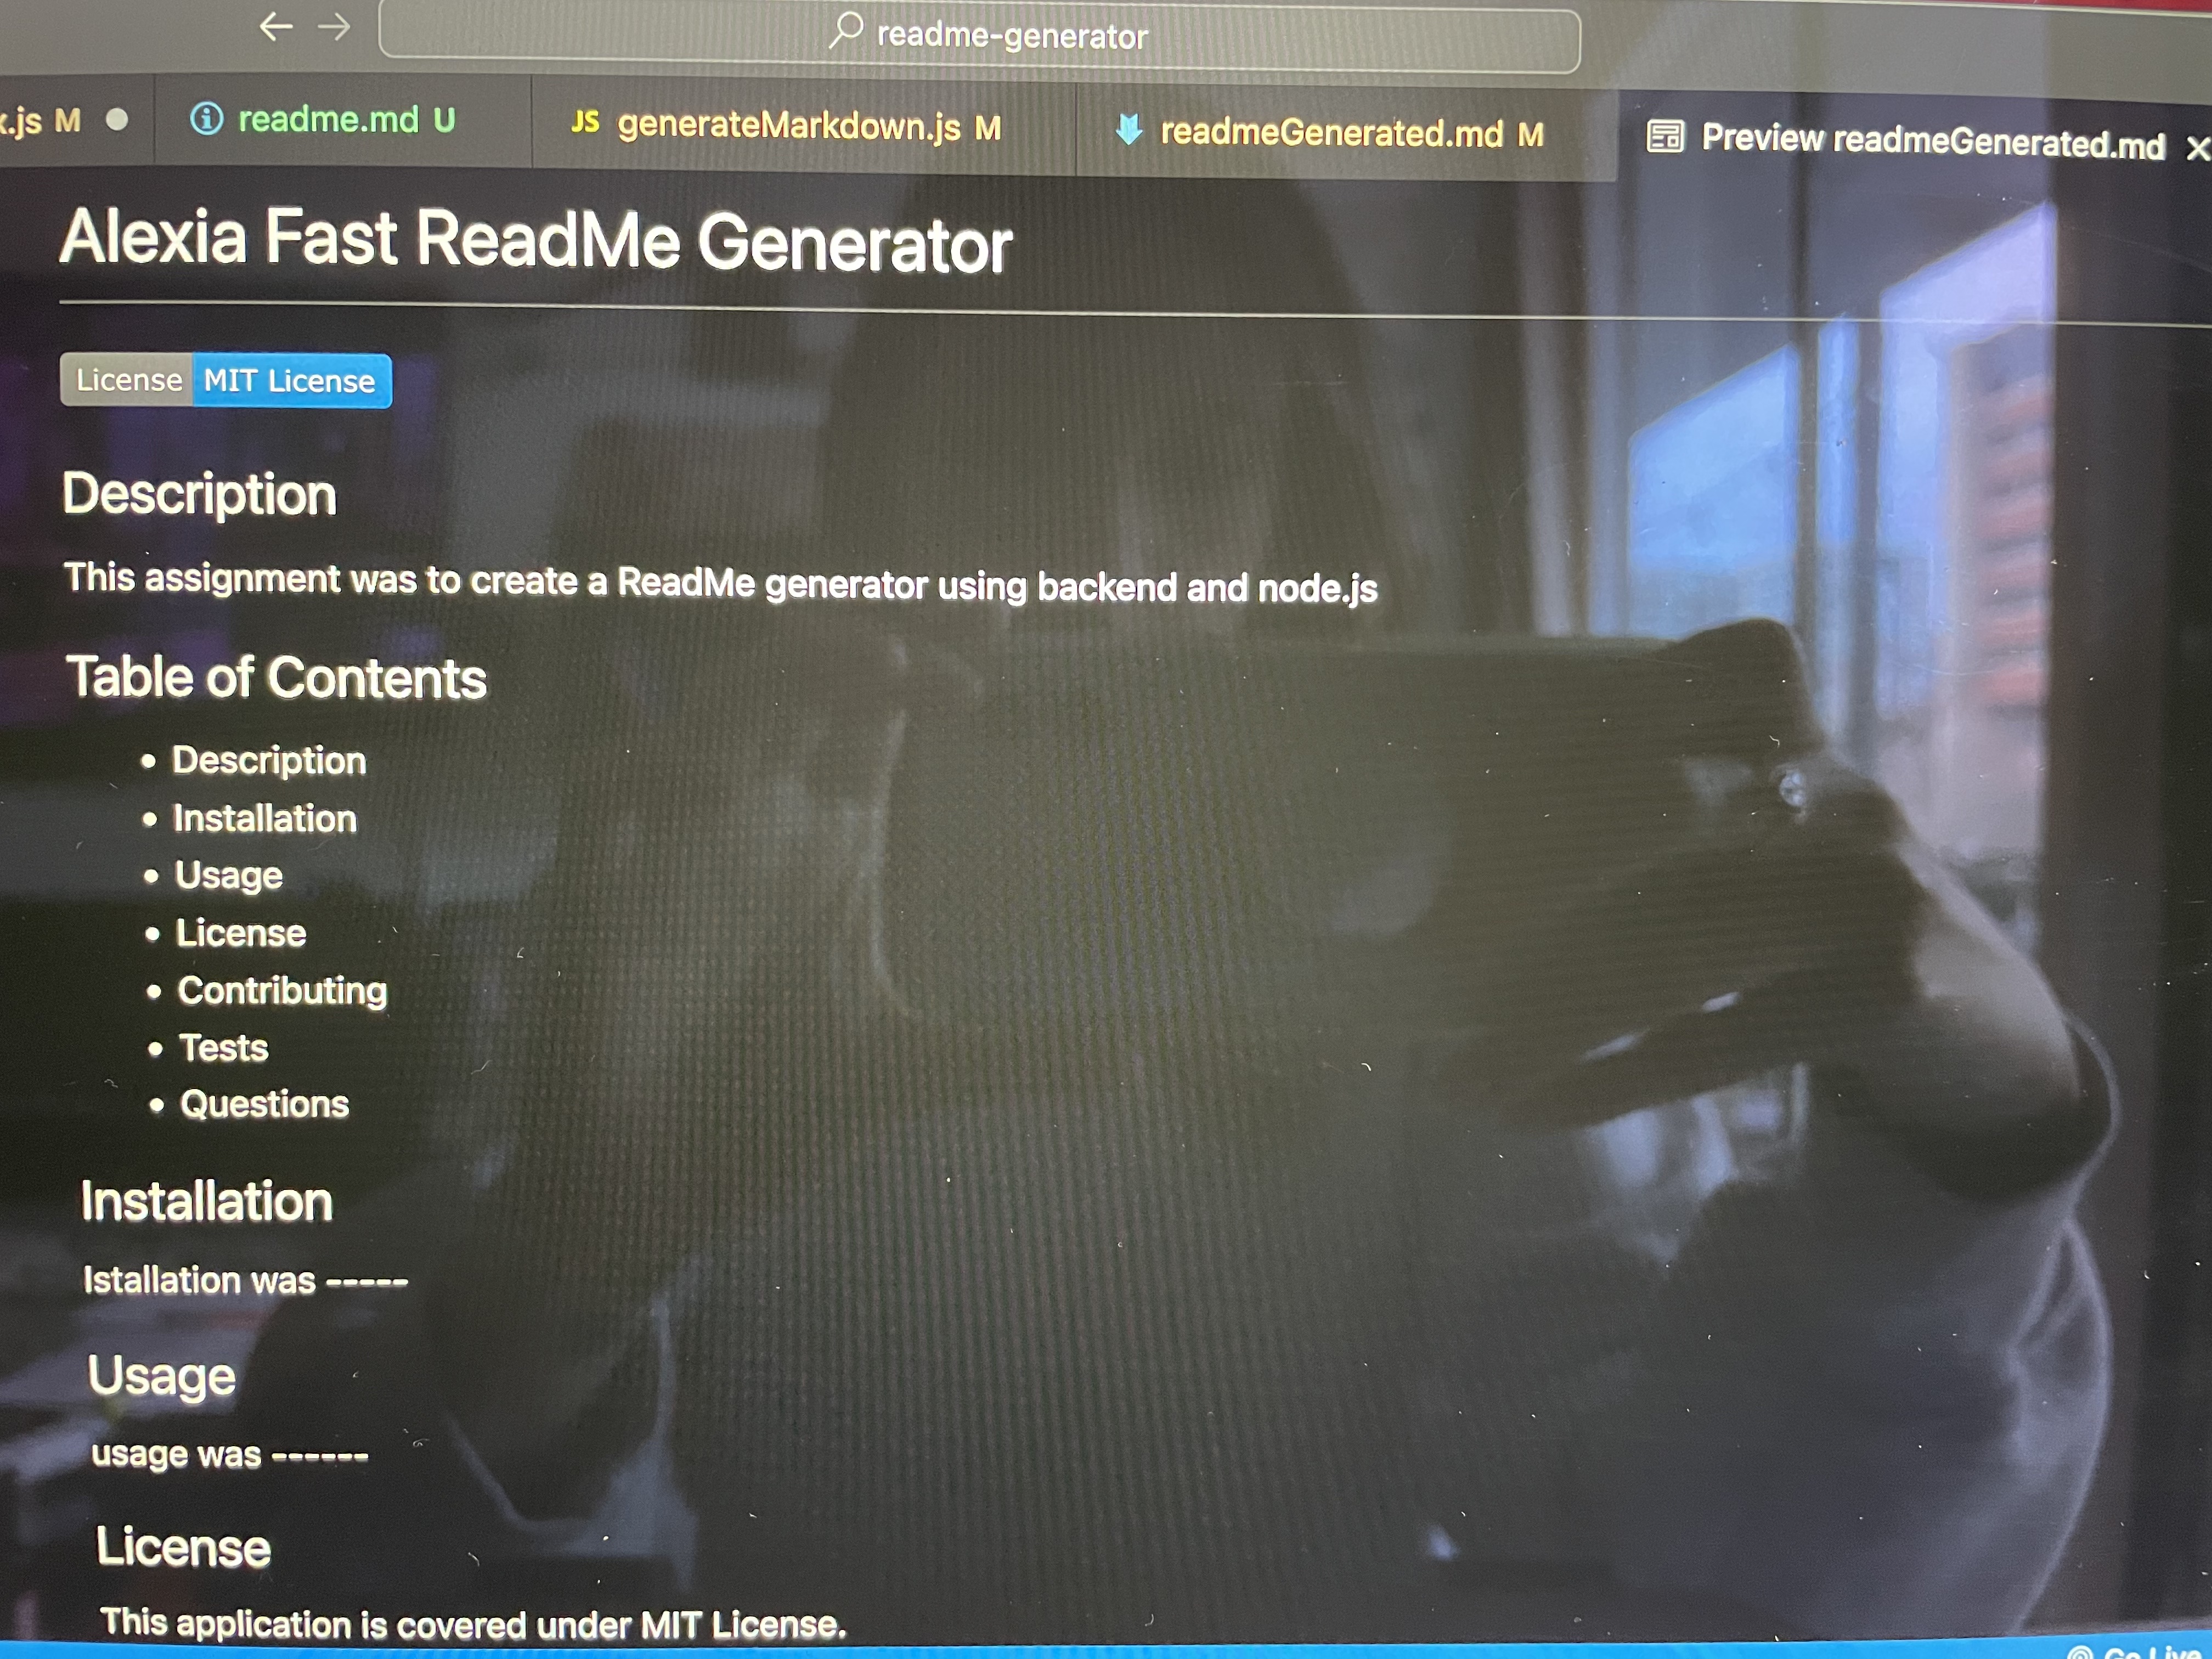 readme-generator
.js M
readme.md U
JS generateMarkdown.js M
readmeGenerated.md M
Preview readmeGenerated.md
Alexia Fast ReadMe Generator
License MIT License
Description
This assignment was to create a ReadMe generator using backend and node.js
Table of Contents
• Description
• Installation
• Usage
• License
• Contributing
• Tests
• Questions
Installation
Istallation was -----
Usage
usage was ------
License
This application is covered under MIT License.
Go Live